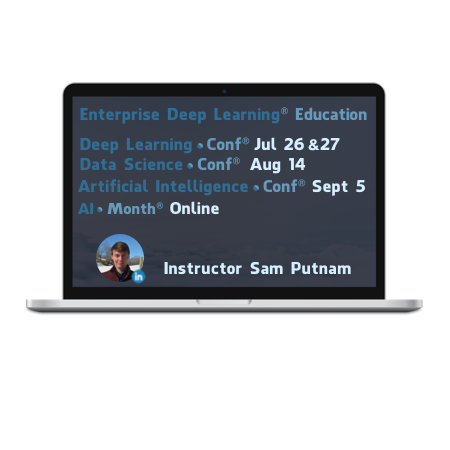 Enterprise Deep Learning® Education
Deep Learning • Conf® Jul 26 &27
Data Science • Conf® Aug 14
Artificial Intelligence • Conf® Sept 5
AI • Month® Online
in
Instructor Sam Putnam